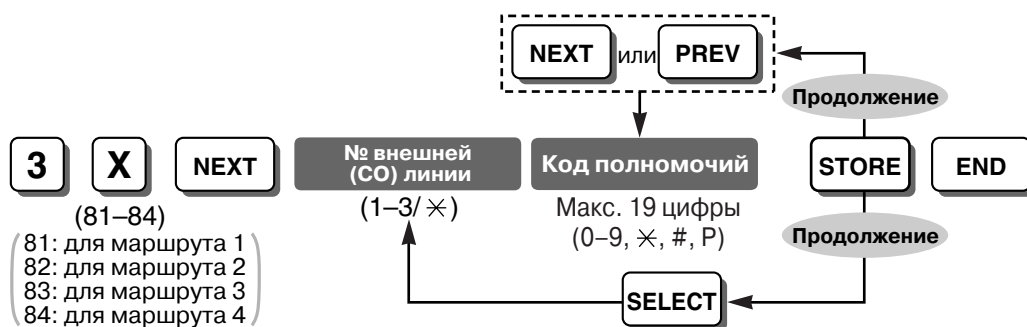 NEXT или PREV
Продолжение
3 X NEXT
№ внешней
(CO) линии
Код полномочий
STORE END
(81–84)
(1–3/ ✳)
Макс. 19 цифры
(0–9, ✳, #, P)
Продолжение
81: для маршрута 1
82: для маршрута 2
83: для маршрута 3
84: для маршрута 4
SELECT